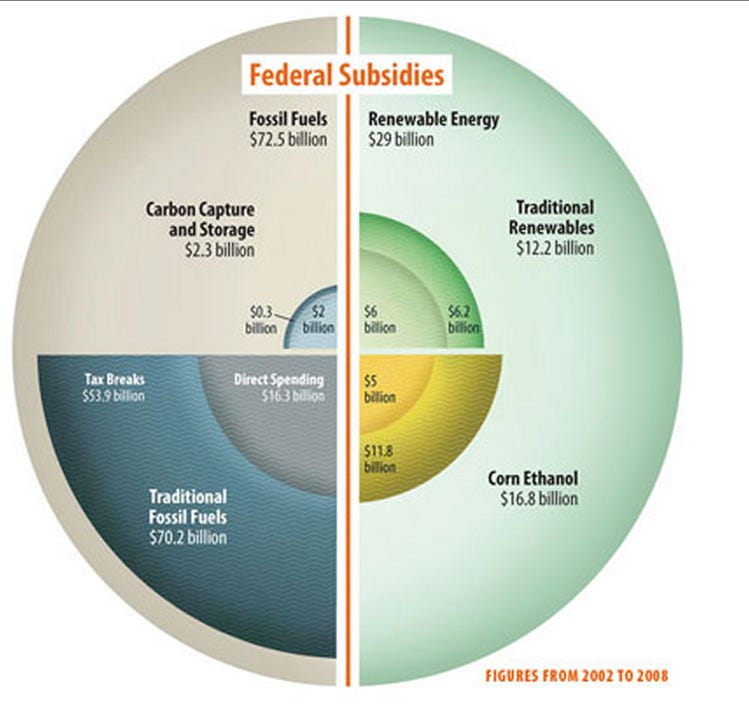 Federal Subsidies
Fossil Fuels
$72.5 billion
Renewable Energy
$29 billion
Carbon Capture
and Storage
$2.3 billion
Traditional
Renewables
$12.2 billion
$0.3
billion
$2
billion
$6
billion
$6.2
billion
Tax Breaks
$53.9 billion
Direct Spending
$16.3 billion
$5
billion
$11.8
billion
Traditional
Fossil Fuels
$70.2 billion
Corn Ethanol
$16.8 billion
FIGURES FROM 2002 TO 2008